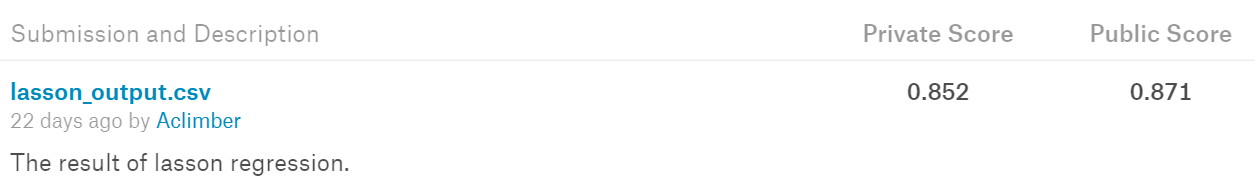 Submission and Description Private Score Public Score
lasson_output.csv 0.852 0.871
22 days ago by Aclimber
The result of lasson regression.